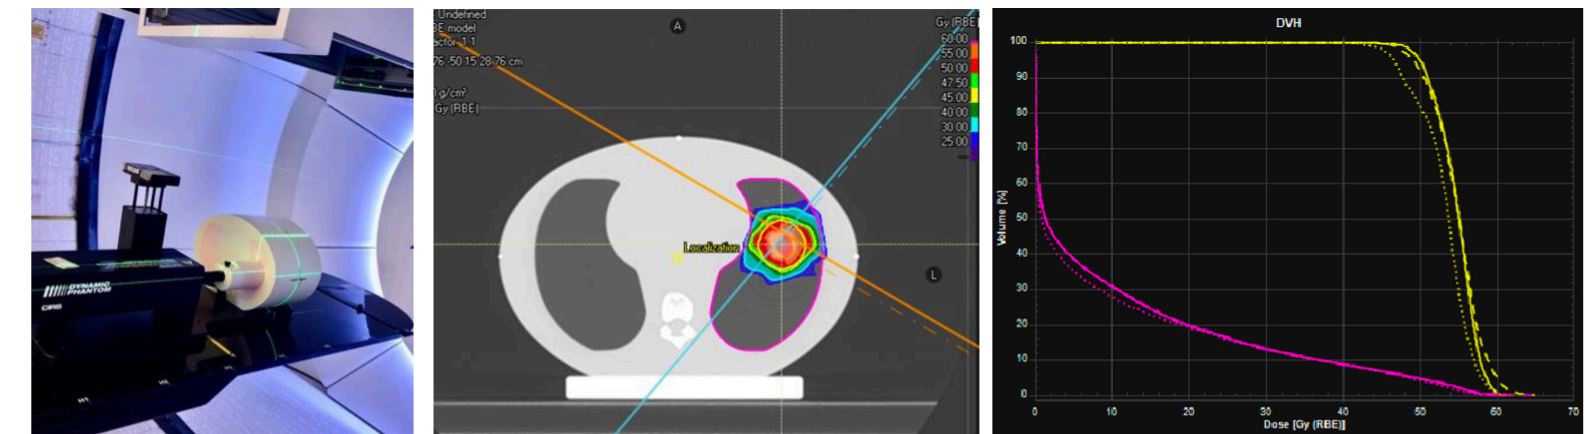 DYNAMIC
PHANTOM
CIRS
Undefined
BE model
actor 1.1
76 -50.15 28.76 cm
0 g/cm²
Gy (RBE)
A
L
Localization
Gy (RBE)
60.00
55.00
50.00
47.50
45.00
40.00
30.00
25.00
DVH
Volume [%]
100
90
80
70
60
50
40
30
20
10
0
0 10 20 30 40 50 60 70
Dose [Gy (RBE)]